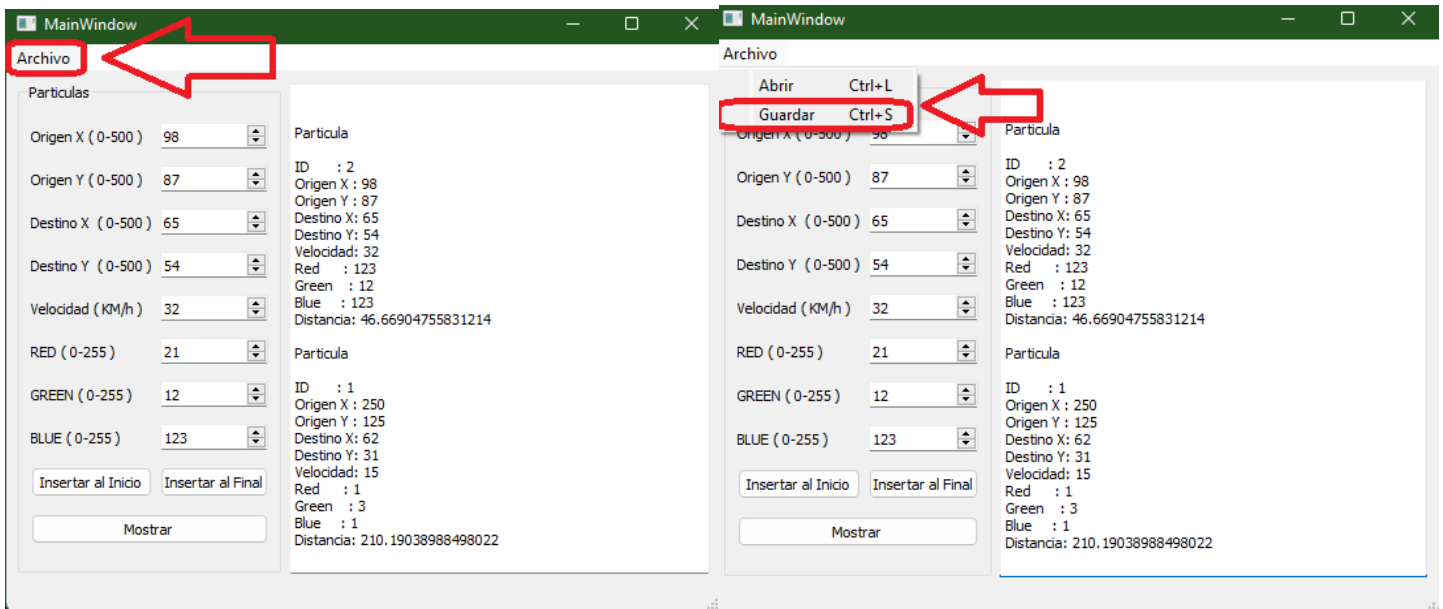 MainWindow
Archivo
Particulas
Origen X ( 0-500 ) 98
Origen Y ( 0-500 ) 87
Destino X ( 0-500 ) 65
Destino Y ( 0-500 ) 54
Velocidad ( KM/h ) 32
RED ( 0-255 ) 21
GREEN ( 0-255 ) 12
BLUE ( 0-255 ) 123
Insertar al Inicio Insertar al Final
Mostrar
Particula
ID : 2
Origen X : 98
Origen Y : 87
Destino X: 65
Destino Y: 54
Velocidad: 32
Red : 123
Green : 12
Blue : 123
Distancia: 46.66904755831214
Particula
ID : 1
Origen X : 250
Origen Y : 125
Destino X: 62
Destino Y: 31
Velocidad: 15
Red : 1
Green : 3
Blue : 1
Distancia: 210.19038988498022
MainWindow
Archivo
Abrir Ctrl+L
Guardar Ctrl+S
Origen X ( 0-500 ) 98
Origen Y ( 0-500 ) 87
Destino X ( 0-500 ) 65
Destino Y ( 0-500 ) 54
Velocidad ( KM/h ) 32
RED ( 0-255 ) 21
GREEN ( 0-255 ) 12
BLUE ( 0-255 ) 123
Insertar al Inicio Insertar al Final
Mostrar
Particula
ID : 2
Origen X : 98
Origen Y : 87
Destino X: 65
Destino Y: 54
Velocidad: 32
Red : 123
Green : 12
Blue : 123
Distancia: 46.66904755831214
Particula
ID : 1
Origen X : 250
Origen Y : 125
Destino X: 62
Destino Y: 31
Velocidad: 15
Red : 1
Green : 3
Blue : 1
Distancia: 210.19038988498022